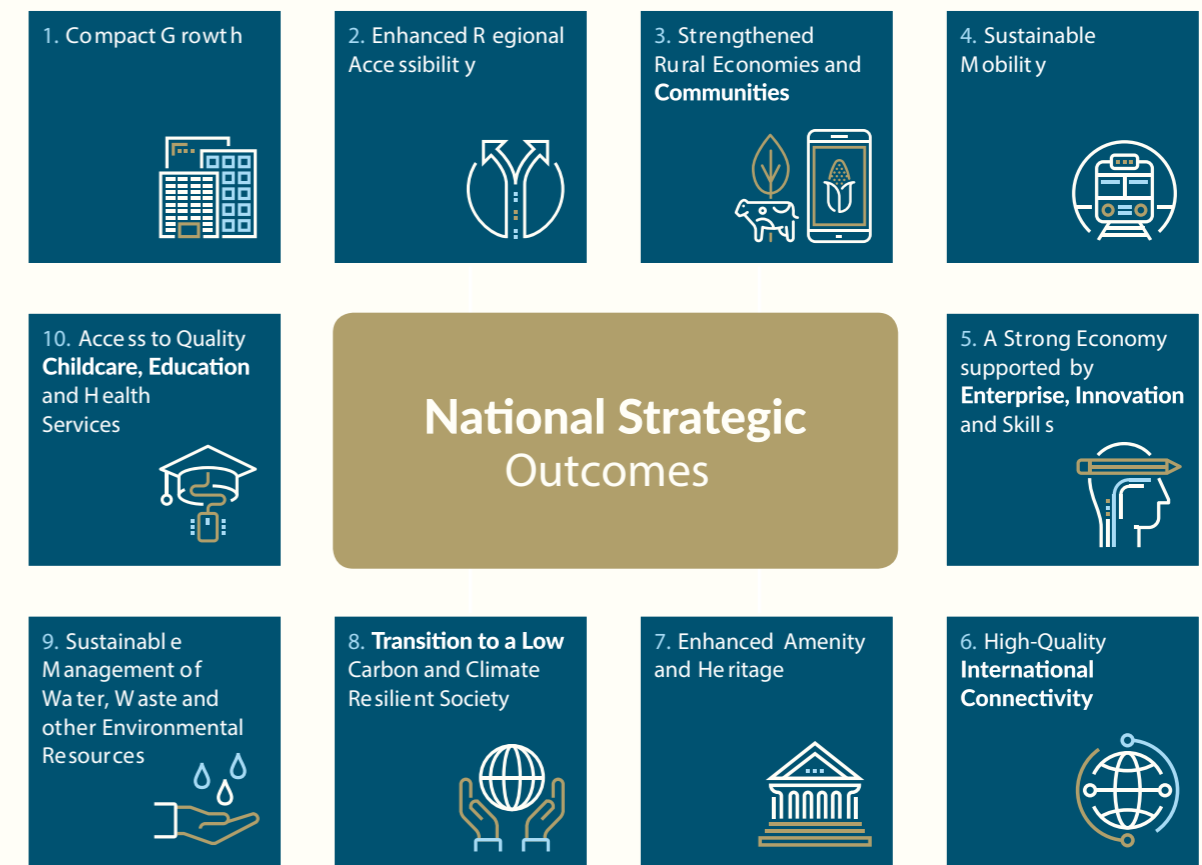 1. Compact Growth
2. Enhanced Regional
Accessibility
3. Strengthened
Rural Economies and
Communities
4. Sustainable
Mobility
10. Access to Quality
Childcare, Education
and Health
Services
National Strategic
Outcomes
5. A Strong Economy
supported by
Enterprise, Innovation
and Skills
9. Sustainable
Management of
Water, Waste and
other Environmental
Resources
8. Transition to a Low
Carbon and Climate
Resilient Society
7. Enhanced Amenity
and Heritage
6. High-Quality
International
Connectivity